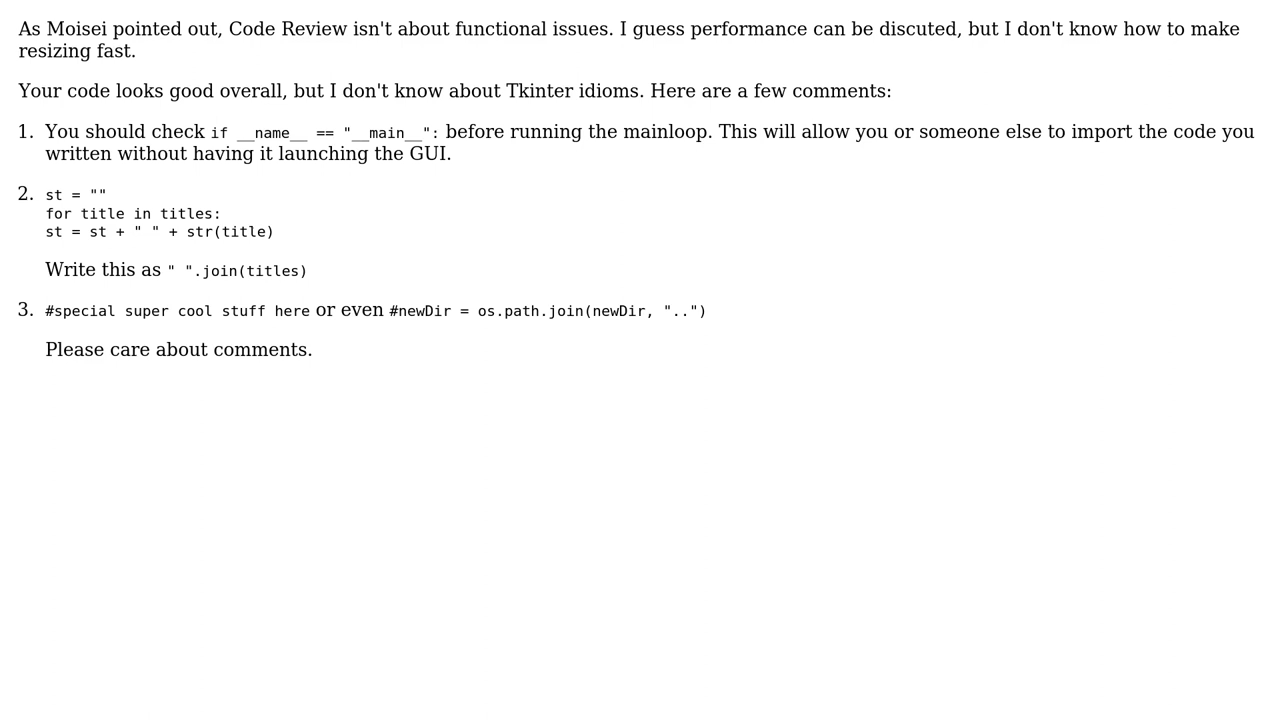 As Moisei pointed out, Code Review isn't about functional issues. I guess performance can be discuted, but I don't know how to make
resizing fast.
Your code looks good overall, but I don't know about Tkinter idioms. Here are a few comments:
1. You should check if __name__ == "__main__": before running the mainloop. This will allow you or someone else to import the code you
written without having it launching the GUI.
2. st = ""
for title in titles:
st = st + " " + str(title)
Write this as " ".join(titles)
3. #special super cool stuff here or even #newDir = os.path.join(newDir, "..")
Please care about comments.